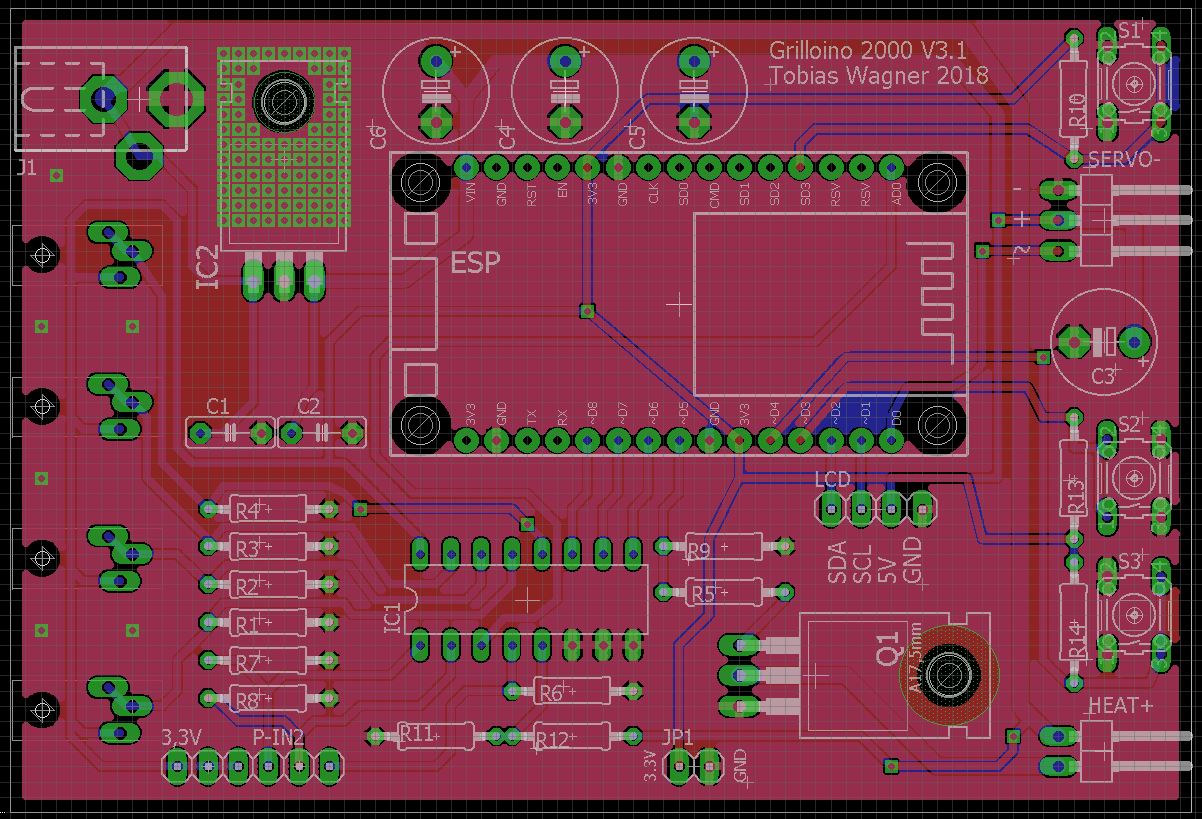 Grilloino 2000 V3.1
Tobias Wagner 2018
S1
R10
C6
C4
C5
J1
SERVO-
VIN
GND
RST
EN
3V3
GND
CLK
SD0
CMD
SD1
SD2
SD3
RSV
RSV
AD0
-
+
~
IC2
ESP
C3
C1
C2
3V3
GND
TX
RX
~D8
~D7
~D6
~D5
GND
3V3
~D4
~D3
~D2
~D1
D0
S2
LCD
R13
R4
R3
R9
SDA
SCL
5V
GND
S3
R2
R5
IC1
R1
R14
Q1
A17,5mm
R7
R6
R8
HEAT+
3,3V
P-IN2
R11
R12
JP1
3.3V
GND